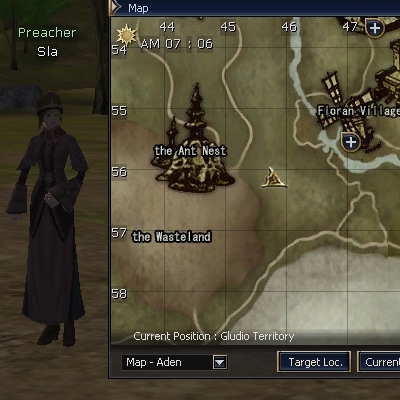 Preacher
Sla
Map
44 45 46 47
54
AM 07 : 06
55
Floran Village
the Ant Nest
56
57
the Wasteland
58
Current Position : Gludio Territory
Map - Aden
Target Loc.
Current